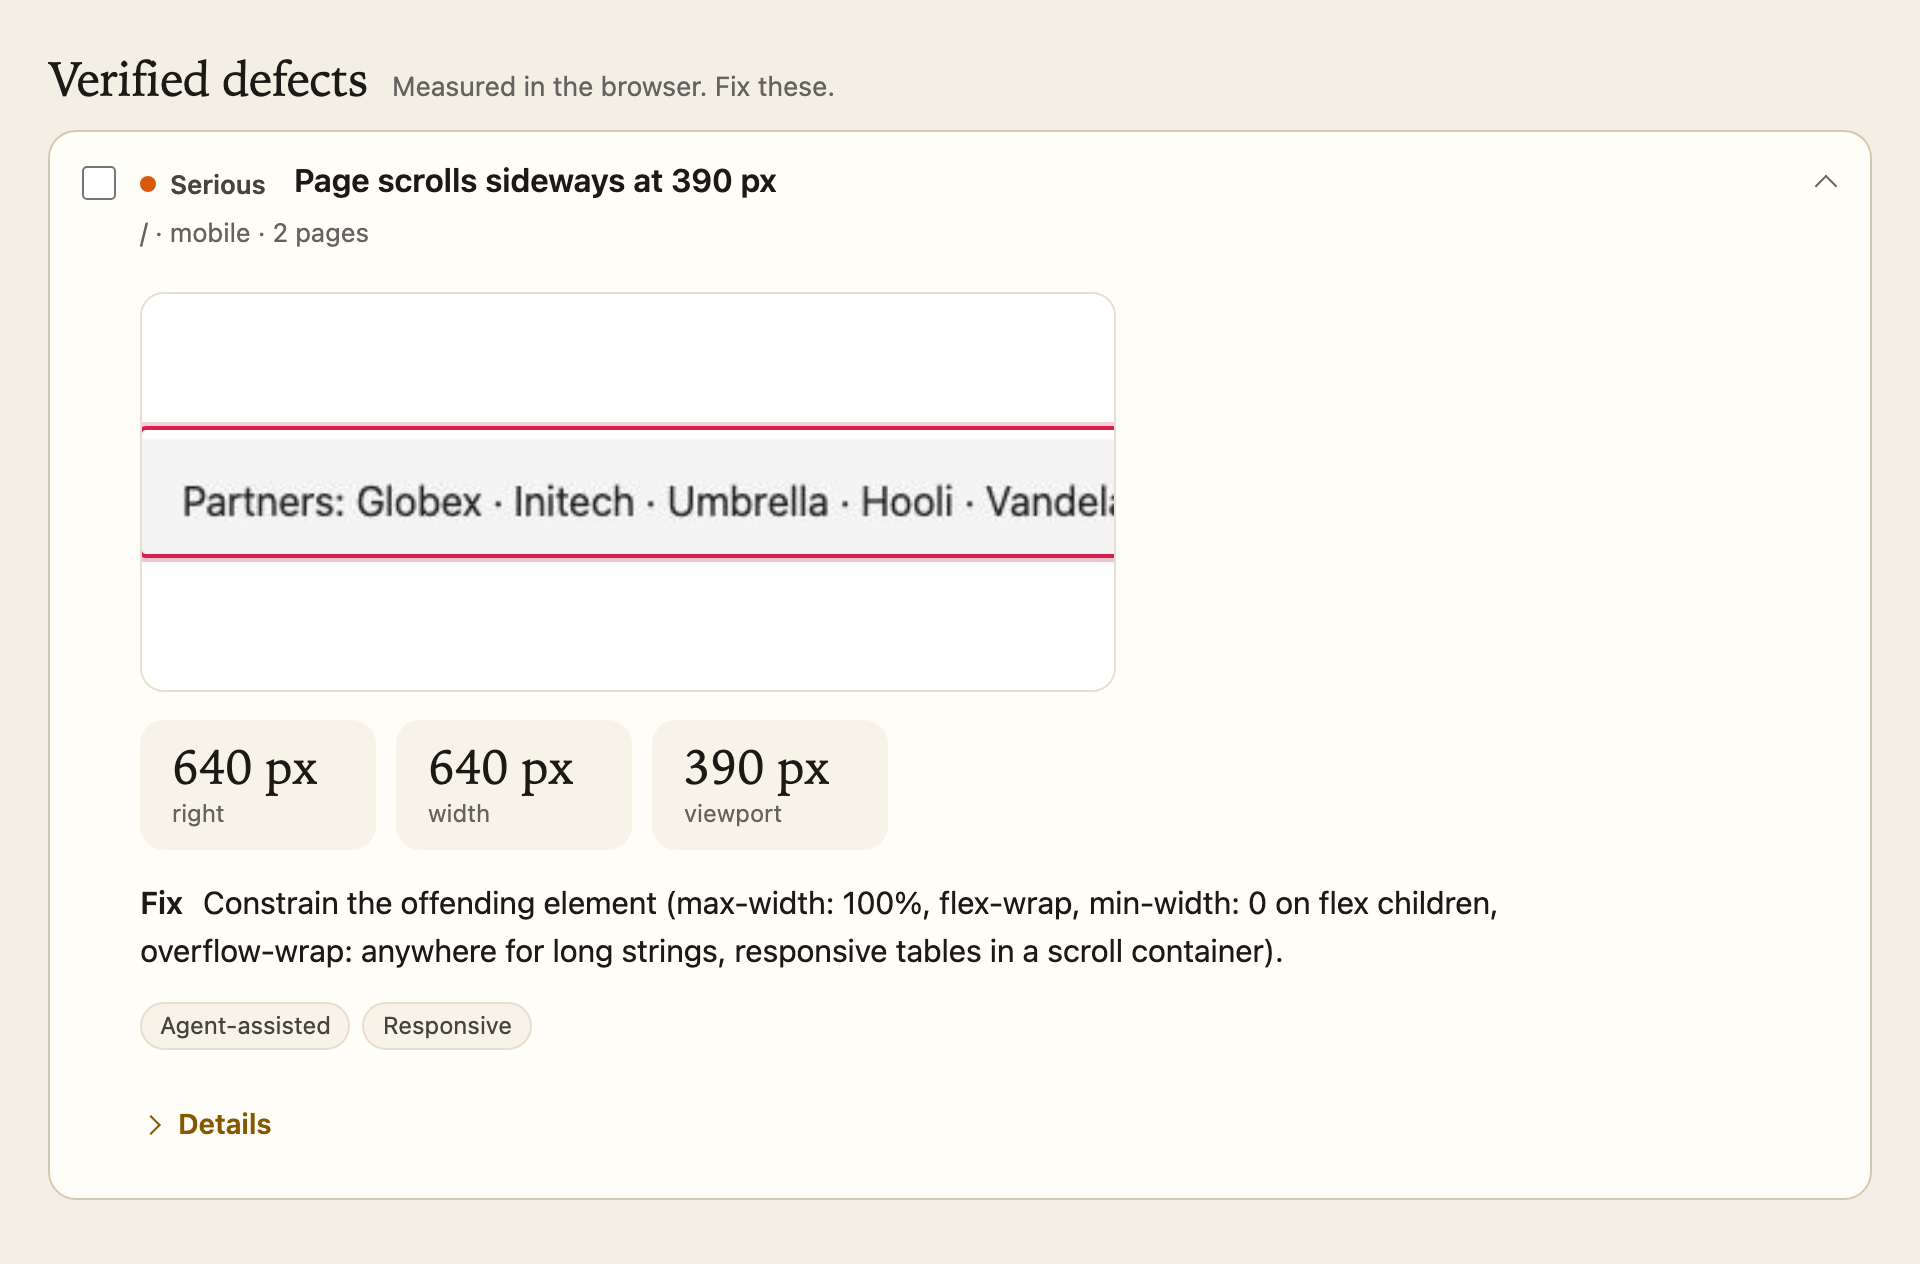 Verified defects Measured in the browser. Fix these.
Serious Page scrolls sideways at 390 px
/ · mobile · 2 pages
Partners: Globex · Initech · Umbrella · Hooli · Vandela
640 px
right
640 px
width
390 px
viewport
Fix Constrain the offending element (max-width: 100%, flex-wrap, min-width: 0 on flex children,
overflow-wrap: anywhere for long strings, responsive tables in a scroll container).
Agent-assisted
Responsive
Details